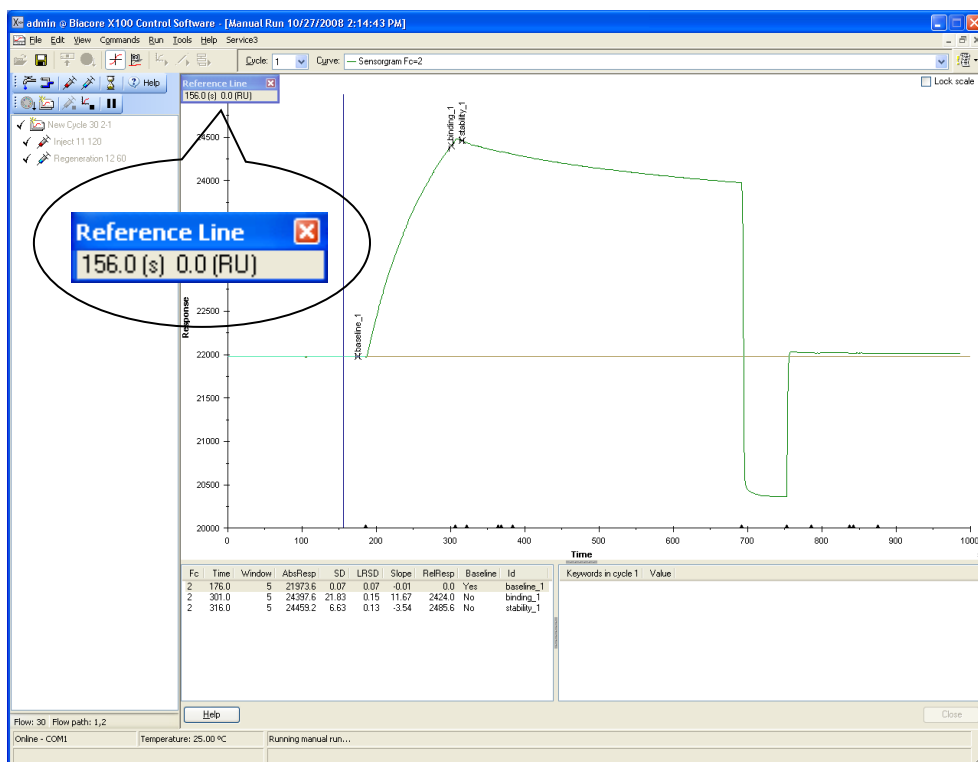 admin @ Biacore X100 Control Software - [Manual Run 10/27/2008 2:14:43 PM]
File Edit View Commands Run Tools Help Service3
Cycle: 1 Curve: — Sensorgram Fc=2
Help
Reference Line
156.0 (s) 0.0 (RU)
Lock scale
New Cycle 30 2-1
Inject 11 120
Regeneration 12 60
Reference Line
156.0 (s) 0.0 (RU)
binding_1
stability_1
baseline_1
Response
24500
24000
22500
22000
21500
21000
20500
20000
0 100 200 300 400 500 600 700 800 900 1000
Time
Fc Time Window AbsResp SD LRSD Slope RelResp Baseline Id
2 176.0 5 21973.6 0.07 0.07 -0.01 0.0 Yes baseline_1
2 301.0 5 24397.6 21.83 0.15 11.67 2424.0 No binding_1
2 316.0 5 24459.2 6.63 0.13 -3.54 2485.6 No stability_1
Keywords in cycle 1 Value
Help
Close
Flow: 30 Flow path: 1,2
Online - COM1 Temperature: 25.00 ºC Running manual run...